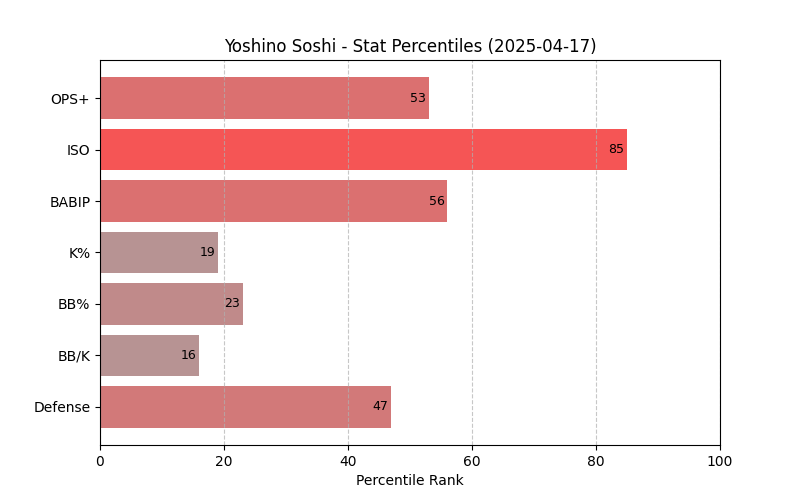 Yoshino Soshi - Stat Percentiles (2025-04-17)
OPS+ 53
ISO 85
BABIP 56
K% 19
BB% 23
BB/K 16
Defense 47
0 20 40 60 80 100
Percentile Rank